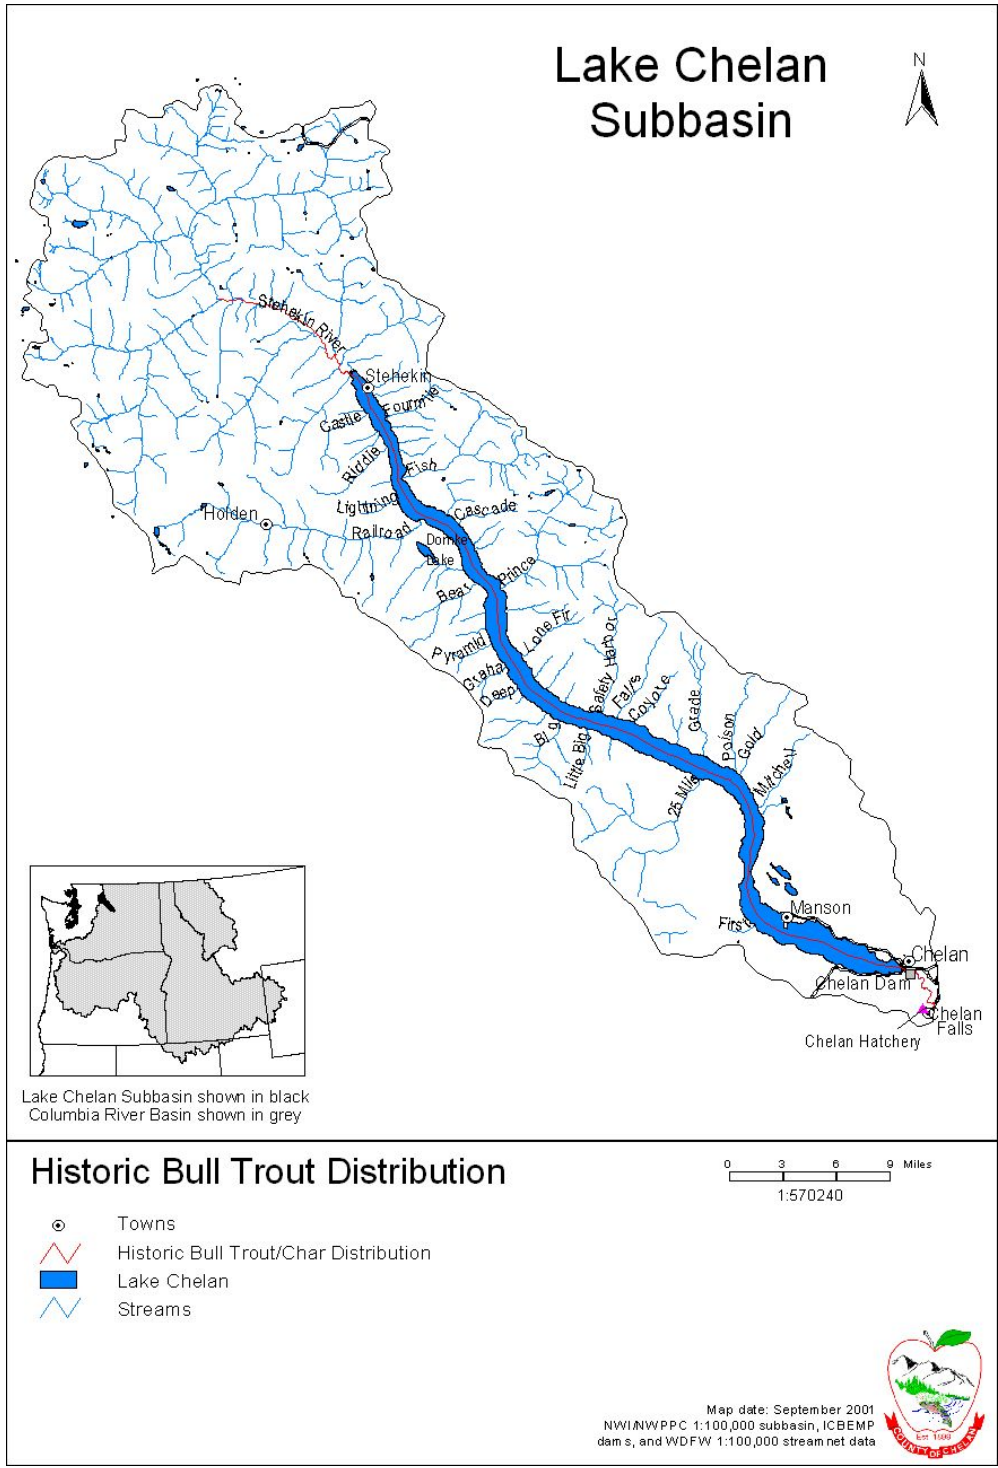 Lake Chelan
Subbasin
N
Stehekin River
Stehekin
Castle
Fourmile
Riddle
Fish
Lightning
Cascade
Holden
Railroad
Domke
Lake
Prince
Bear
Lone Fir
Pyramid
Safety Harbor
Graham
Deep
Falls
Coyote
Grade
Poison
Gold
Big
Little Big
25 Mile
Mitchell
Manson
First
Chelan
Chelan Dam
Chelan
Falls
Chelan Hatchery
Lake Chelan Subbasin shown in black
Columbia River Basin shown in grey
Historic Bull Trout Distribution
0 3 6 9 Miles
1:570240
Towns
Historic Bull Trout/Char Distribution
Lake Chelan
Streams
Map date: September 2001
NWI/NWPPC 1:100,000 subbasin, ICBEMP
dams, and WDFW 1:100,000 streamnet data
Est 1899
COUNTY OF CHELAN